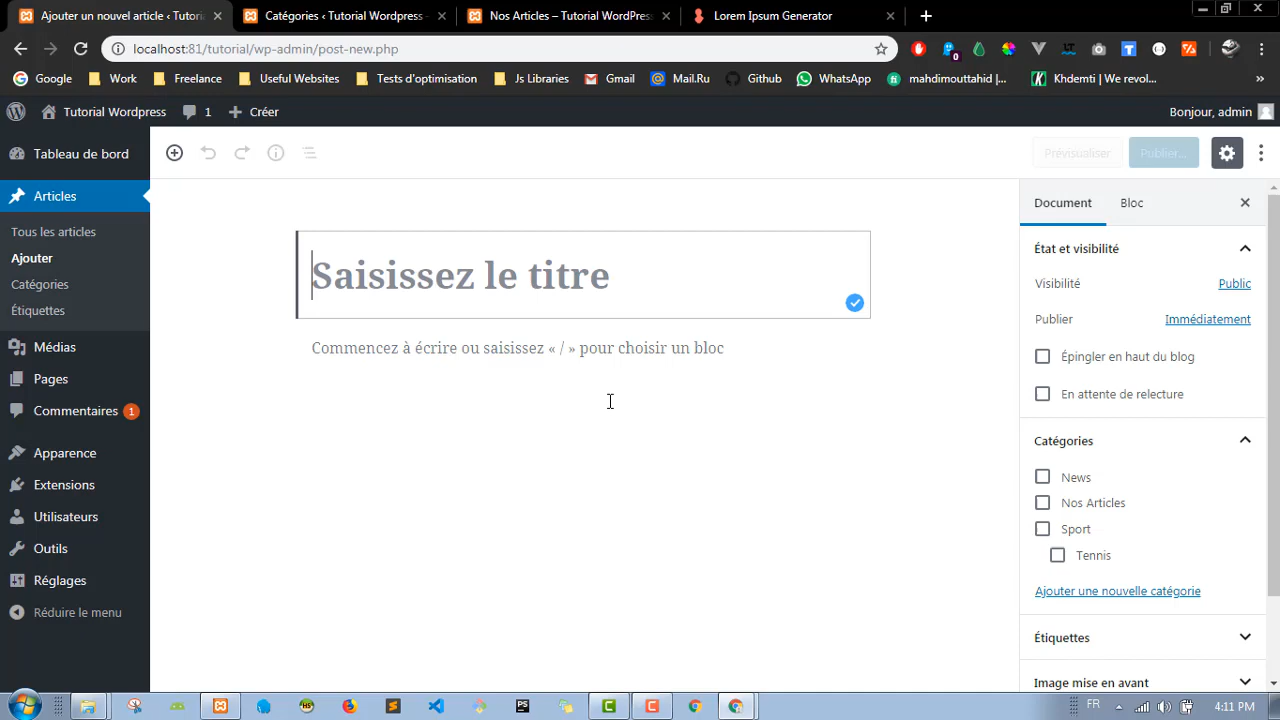 Ajouter un nouvel article ‹ Tutoria
Catégories ‹ Tutorial Wordpress -
Nos Articles – Tutorial WordPress
Lorem Ipsum Generator
localhost:81/tutorial/wp-admin/post-new.php
0
Google
Work
Freelance
Useful Websites
Tests d'optimisation
Js Libraries
Gmail
Mail.Ru
Github
WhatsApp
mahdimouttahid |...
Khdemti | We revol...
»
Tutorial Wordpress
1
Créer
Bonjour, admin
Tableau de bord
Articles
Tous les articles
Ajouter
Catégories
Étiquettes
Médias
Pages
Commentaires 1
Apparence
Extensions
Utilisateurs
Outils
Réglages
Réduire le menu
Prévisualiser
Publier...
Saisissez le titre
Commencez à écrire ou saisissez « / » pour choisir un bloc
Document
Bloc
État et visibilité
Visibilité
Public
Publier
Immédiatement
Épingler en haut du blog
En attente de relecture
Catégories
News
Nos Articles
Sport
Tennis
Ajouter une nouvelle catégorie
Étiquettes
Image mise en avant
FR
4:11 PM